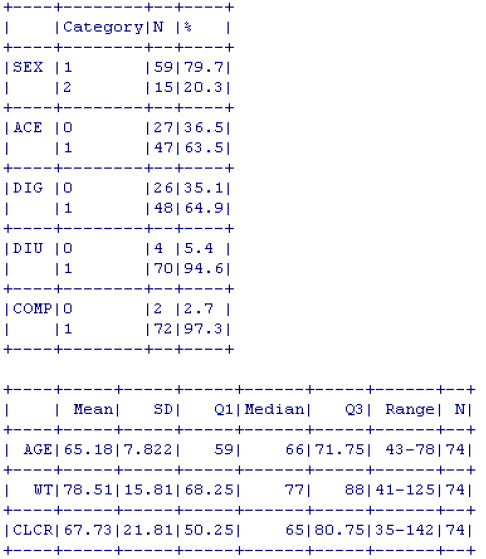 +----+--------+--+----+
|    |Category|N |%   |
+----+--------+--+----+
|SEX |1       |59|79.7|
|    |2       |15|20.3|
+----+--------+--+----+
|ACE |0       |27|36.5|
|    |1       |47|63.5|
+----+--------+--+----+
|DIG |0       |26|35.1|
|    |1       |48|64.9|
+----+--------+--+----+
|DIU |0       |4 |5.4 |
|    |1       |70|94.6|
+----+--------+--+----+
|COMP|0       |2 |2.7 |
|    |1       |72|97.3|
+----+--------+--+----+
+----+-----+-----+-----+------+-----+------+--+
|    | Mean|   SD|   Q1|Median|   Q3| Range| N|
+----+-----+-----+-----+------+-----+------+--+
| AGE|65.18|7.822|   59|    66|71.75| 43-78|74|
+----+-----+-----+-----+------+-----+------+--+
|  WT|78.51|15.81|68.25|    77|   88|41-125|74|
+----+-----+-----+-----+------+-----+------+--+
|CLCR|67.73|21.81|50.25|    65|80.75|35-142|74|
+----+-----+-----+-----+------+-----+------+--+